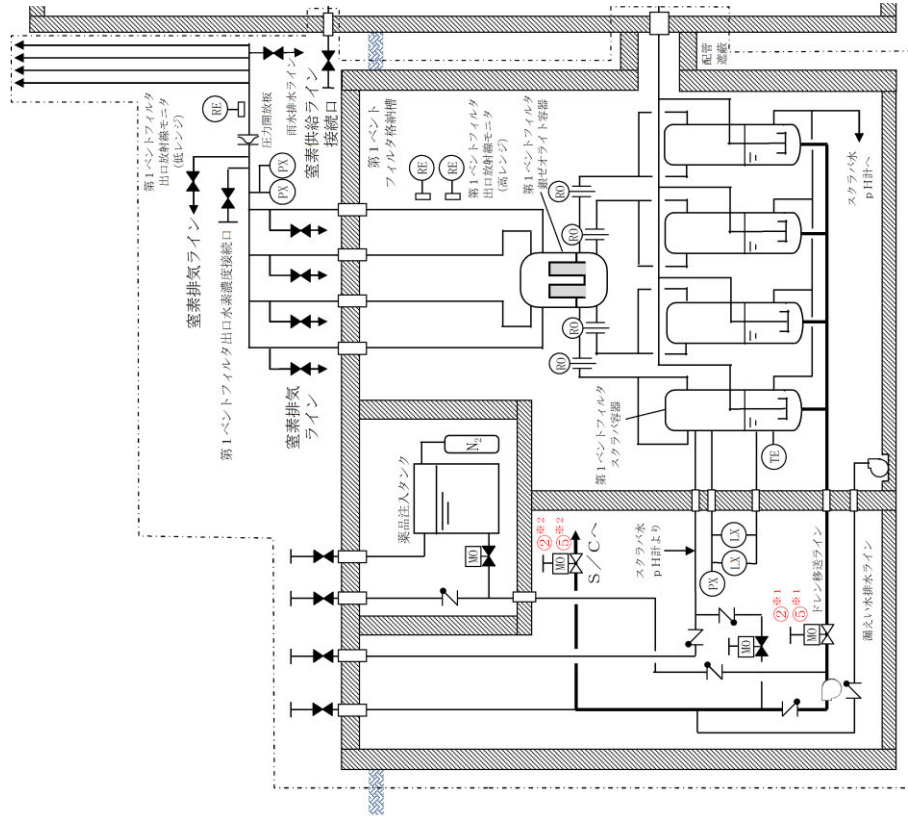 RE
第1ベントフィルタ
出口放射線モニタ
(低レンジ)
圧力開放板
雨水排水ライン
窒素供給ライン
接続口
窒素排気ライン
PX
PX
第1ベントフィルタ出口水素濃度接続口
窒素排気
ライン
配管
遮蔽
第1ベント
フィルタ格納槽
RE
RE
第1ベントフィルタ
出口放射線モニタ
(高レンジ)
第1ベントフィルタ
銀ゼオライト容器
RO
RO
RO
RO
スクラバ水
pH計へ
薬品注入タンク
N₂
MO
第1ベントフィルタ
スクラバ容器
TE
MO
②※2
⑤※2
S/Cへ
スクラバ水
pH計より
PX
LX
LX
MO
②※1
⑤※1
MO
ドレン移送ライン
漏えい水排水ライン